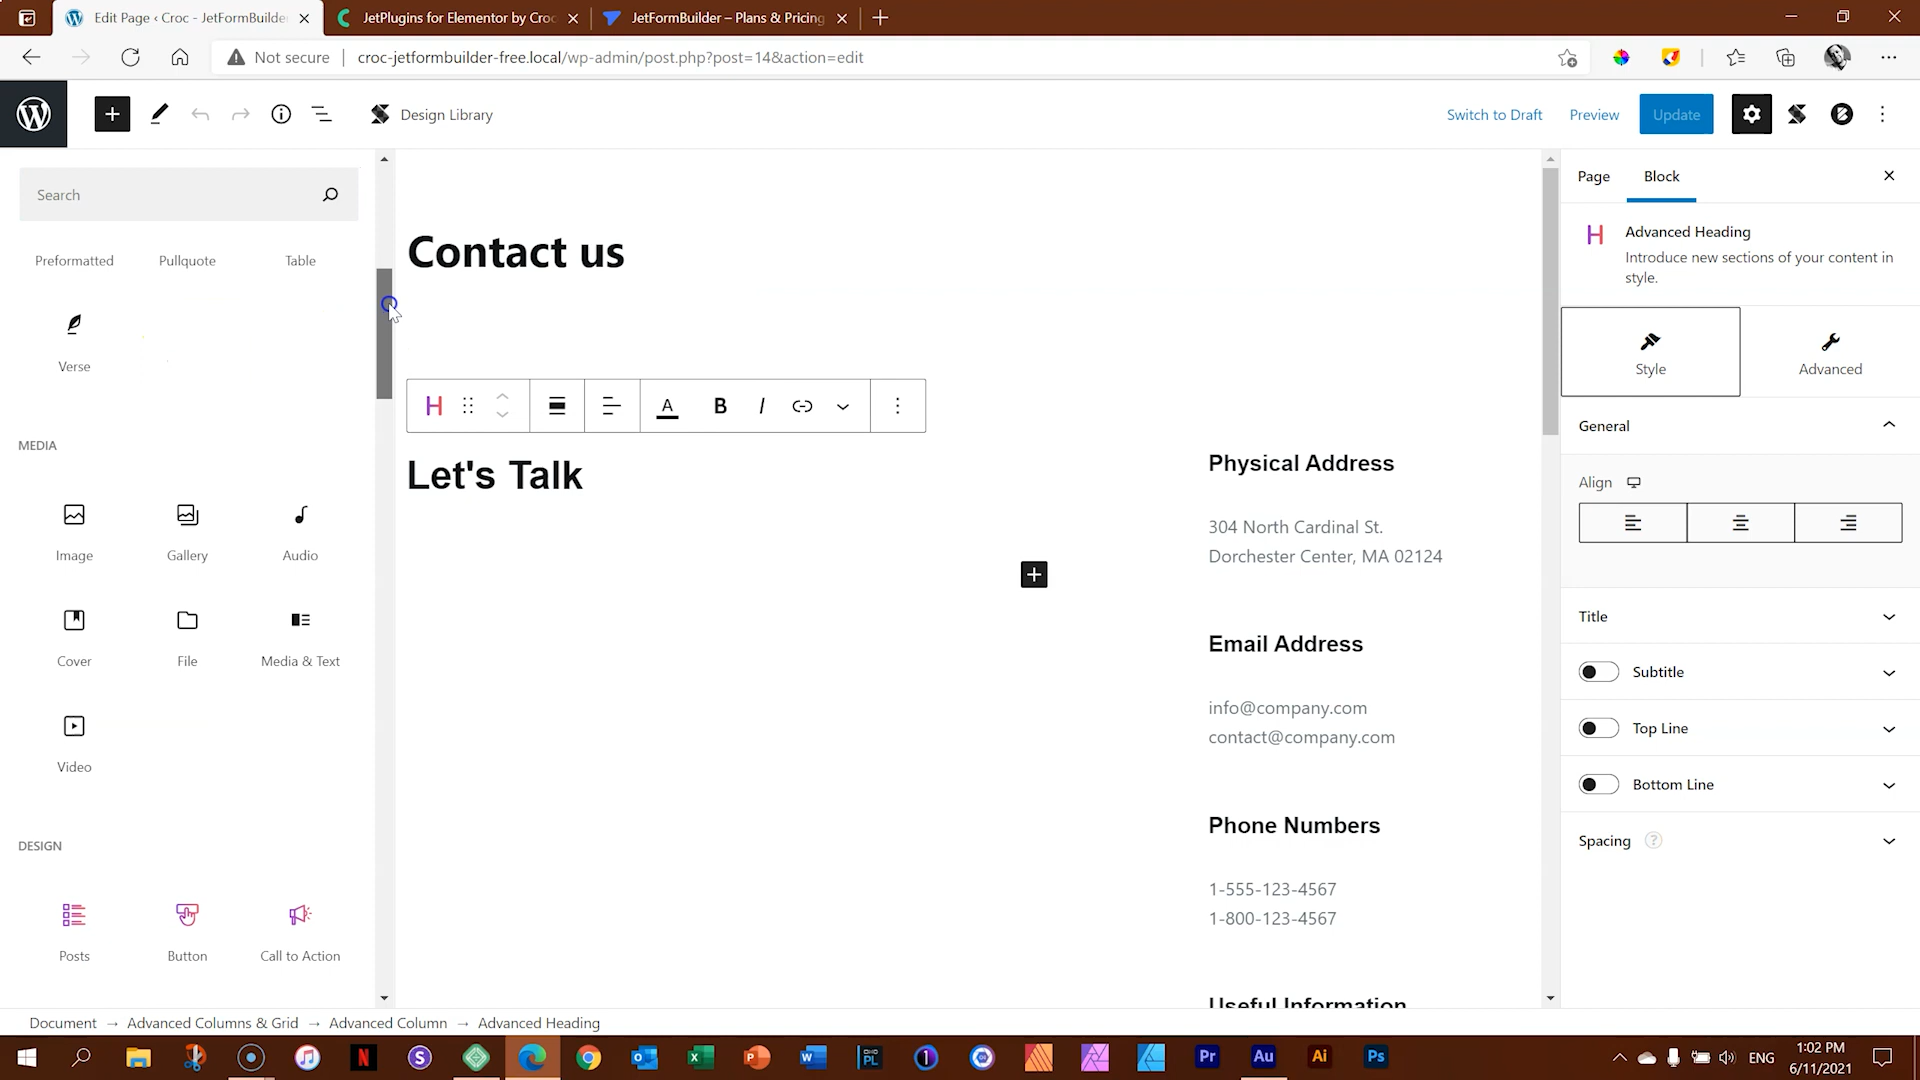 Edit Page ‹ Croc - JetFormBuilder
JetPlugins for Elementor by Croc
JetFormBuilder – Plans & Pricing
Not secure
croc-jetformbuilder-free.local/wp-admin/post.php?post=14&action=edit
Design Library
Switch to Draft
Preview
Update
Search
Preformatted
Pullquote
Table
Verse
MEDIA
Image
Gallery
Audio
Cover
File
Media & Text
Video
DESIGN
Posts
Button
Call to Action
Contact us
H
A
B
I
Let's Talk
Physical Address
304 North Cardinal St.
Dorchester Center, MA 02124
Email Address
info@company.com
contact@company.com
Phone Numbers
1-555-123-4567
1-800-123-4567
Useful Information
Page
Block
H
Advanced Heading
Introduce new sections of your content in
style.
Style
Advanced
General
Align
Title
Subtitle
Top Line
Bottom Line
Spacing ?
Document → Advanced Columns & Grid → Advanced Column → Advanced Heading
ENG
1:02 PM
6/11/2021